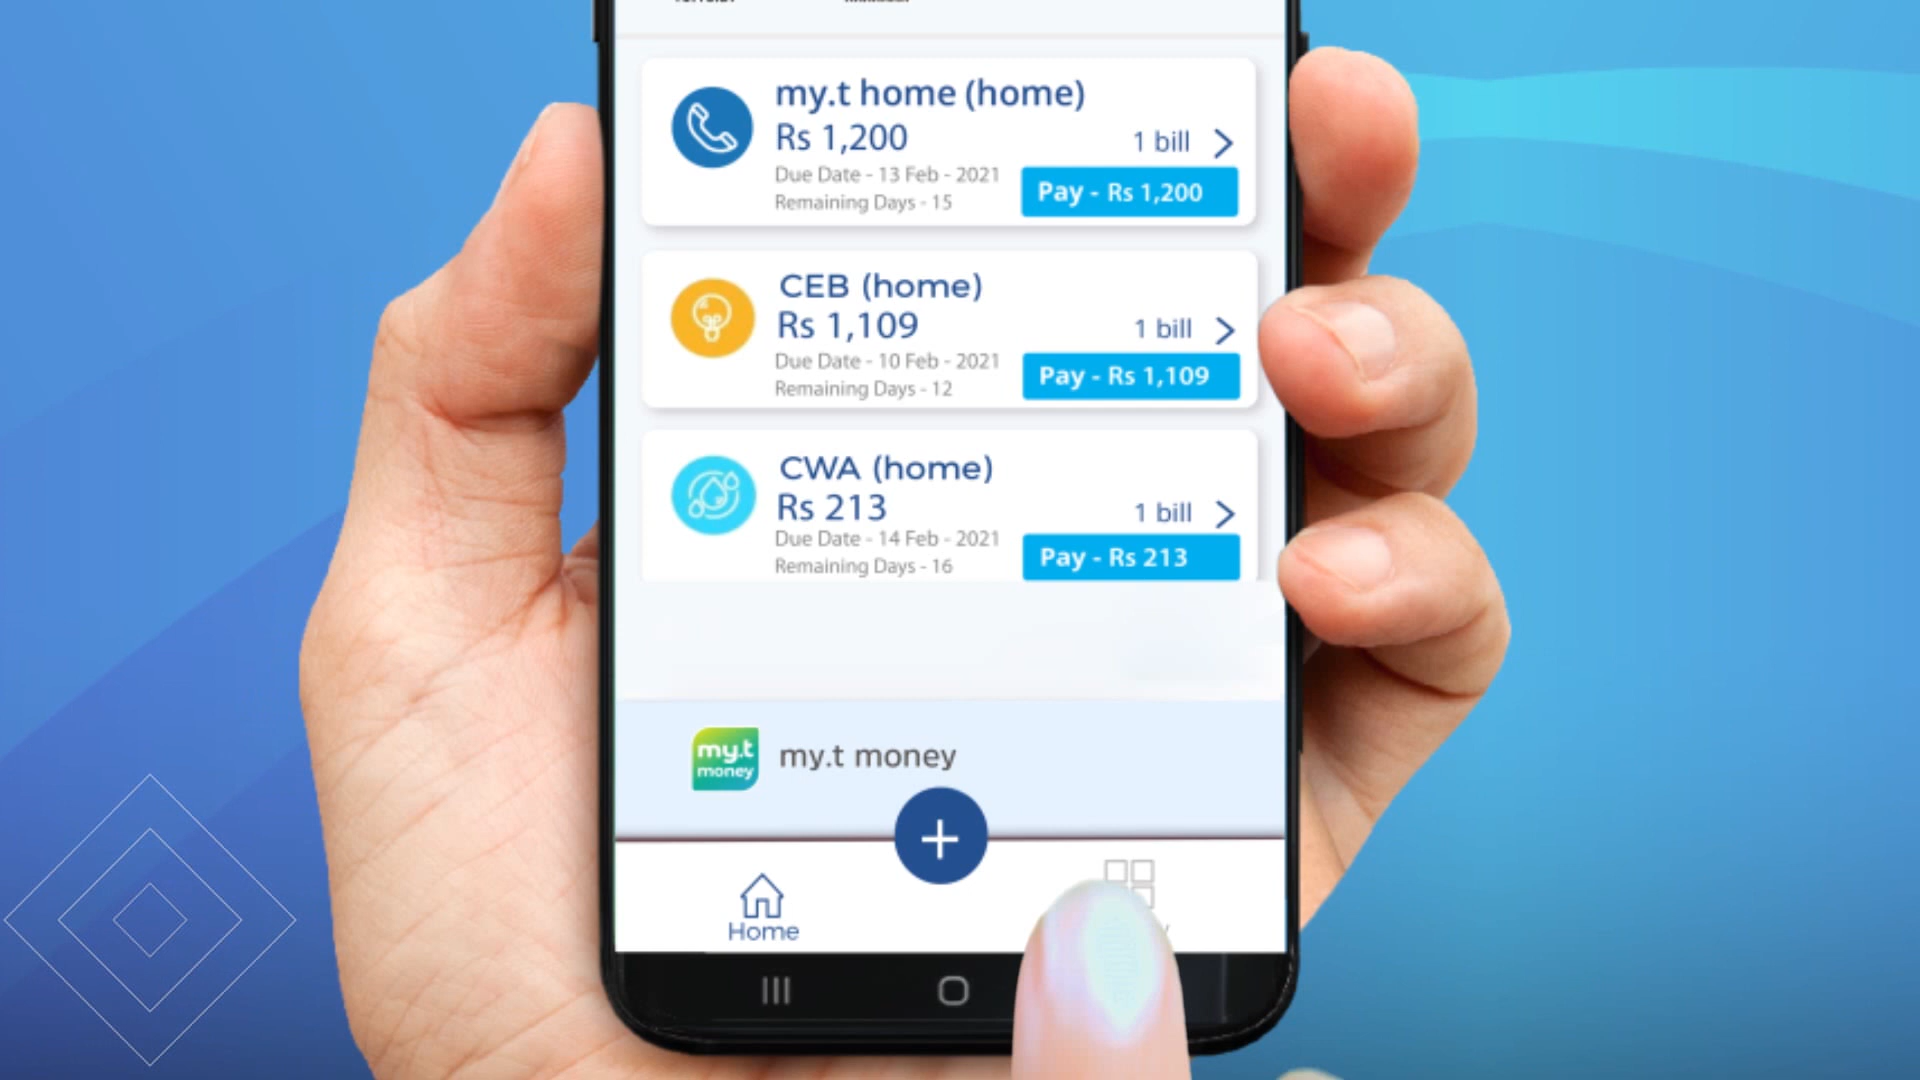 my.t home (home)
Rs 1,200
1 bill
Due Date - 13 Feb - 2021
Remaining Days - 15
Pay - Rs 1,200
CEB (home)
Rs 1,109
1 bill
Due Date - 10 Feb - 2021
Remaining Days - 12
Pay - Rs 1,109
CWA (home)
Rs 213
1 bill
Due Date - 14 Feb - 2021
Remaining Days - 16
Pay - Rs 213
my.t
money
my.t money
Home